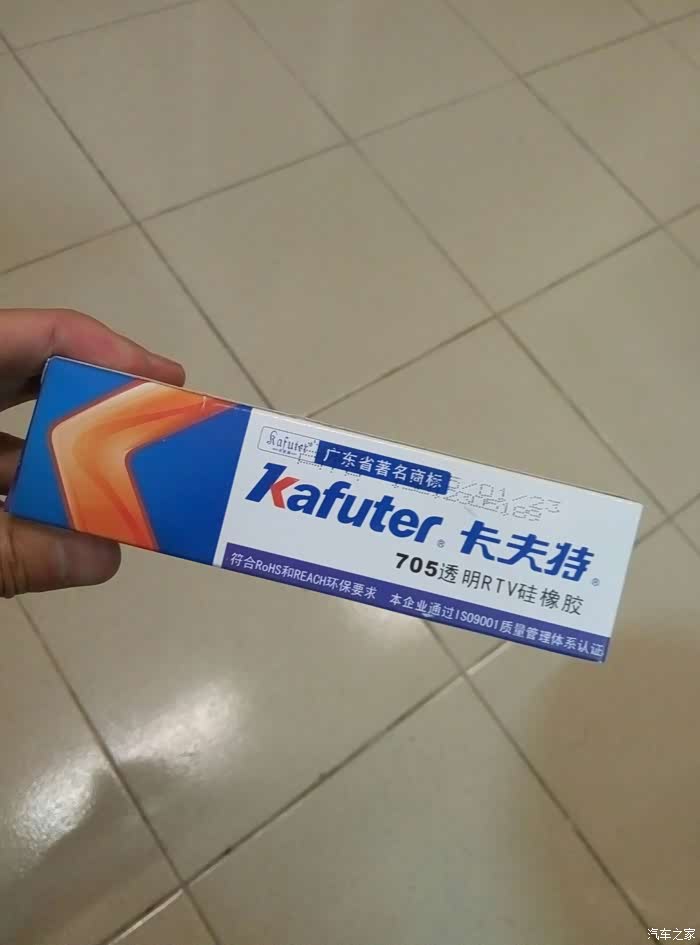 Kafuter
广东省著名商标
/01/23
Kafuter® 卡夫特®
705透明RTV硅橡胶
符合RoHS和REACH环保要求 本企业通过ISO9001质量管理体系认证
汽车之家